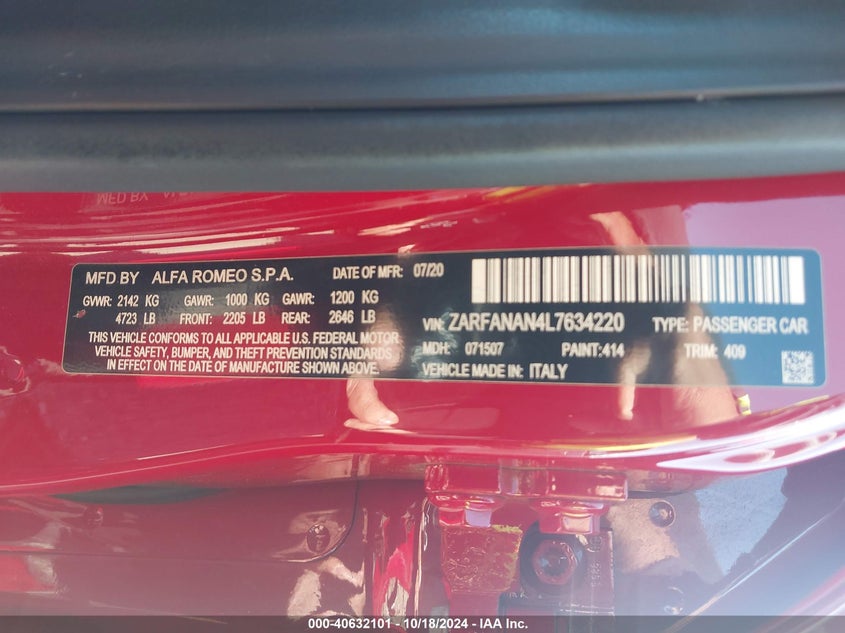 MFD BY ALFA ROMEO S.P.A. DATE OF MFR: 07/20
GVWR: 2142 KG GAWR: 1000 KG GAWR: 1200 KG
4723 LB FRONT: 2205 LB REAR: 2646 LB
THIS VEHICLE CONFORMS TO ALL APPLICABLE U.S. FEDERAL MOTOR
VEHICLE SAFETY, BUMPER, AND THEFT PREVENTION STANDARDS
IN EFFECT ON THE DATE OF MANUFACTURE SHOWN ABOVE.
VIN: ZARFANAN4L7634220 TYPE: PASSENGER CAR
MDH: 071507 PAINT:414 TRIM: 409
VEHICLE MADE IN: ITALY
000-40632101 - 10/18/2024 - IAA Inc.